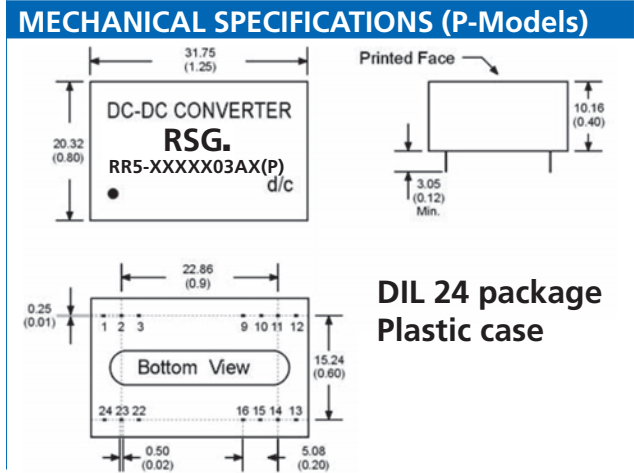 MECHANICAL SPECIFICATIONS (P-Models)
31.75
(1.25)
Printed Face
DC-DC CONVERTER
RSG.
RR5-XXXXX03AX(P)
d/c
20.32
(0.80)
10.16
(0.40)
3.05
(0.12)
Min.
22.86
(0.9)
0.25
(0.01)
1 2 3 9 10 11 12
DIL 24 package
Plastic case
Bottom View
15.24
(0.60)
24 23 22 16 15 14 13
0.50
(0.02)
5.08
(0.20)